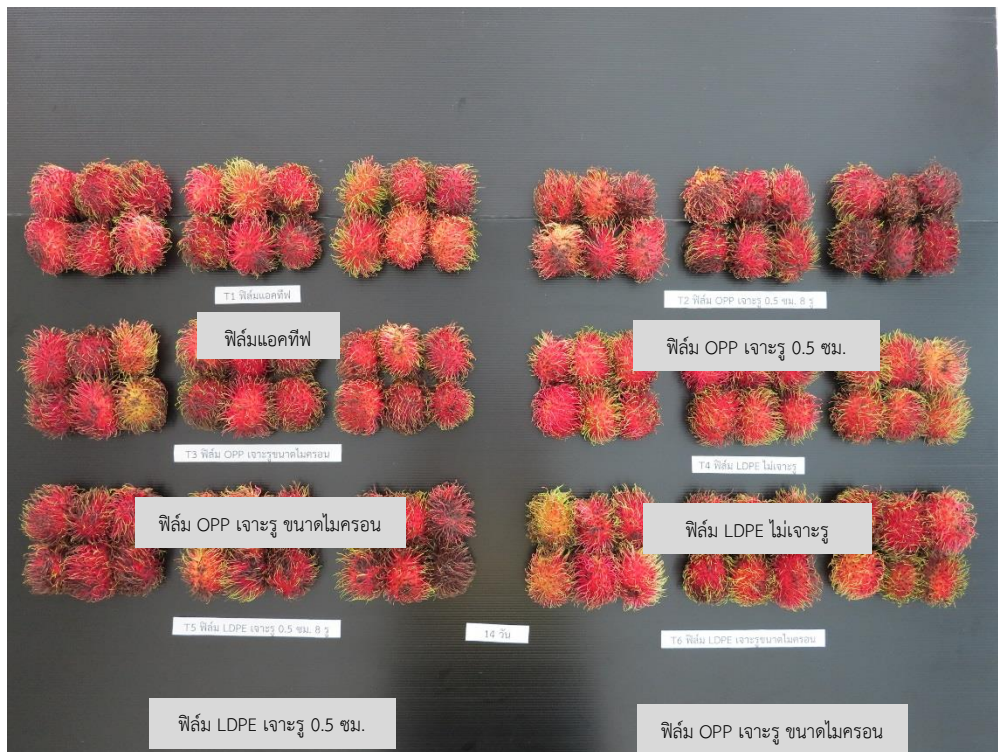 T1 ฟิล์มแอคทีฟ
T2 ฟิล์ม OPP เจาะรู 0.5 ซม. 8 รู
ฟิล์มแอคทีฟ
ฟิล์ม OPP เจาะรู 0.5 ซม.
T3 ฟิล์ม OPP เจาะรูขนาดไมครอน
T4 ฟิล์ม LDPE ไม่เจาะรู
ฟิล์ม OPP เจาะรู ขนาดไมครอน
ฟิล์ม LDPE ไม่เจาะรู
T5 ฟิล์ม LDPE เจาะรู 0.5 ซม. 8 รู
14 วัน
T6 ฟิล์ม LDPE เจาะรูขนาดไมครอน
ฟิล์ม LDPE เจาะรู 0.5 ซม.
ฟิล์ม OPP เจาะรู ขนาดไมครอน